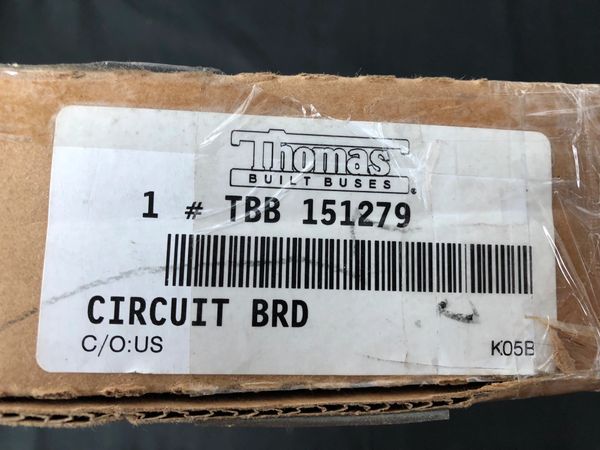 Thomas
BUILT BUSES ®
1 # TBB 151279
CIRCUIT BRD
C/O:US K05B